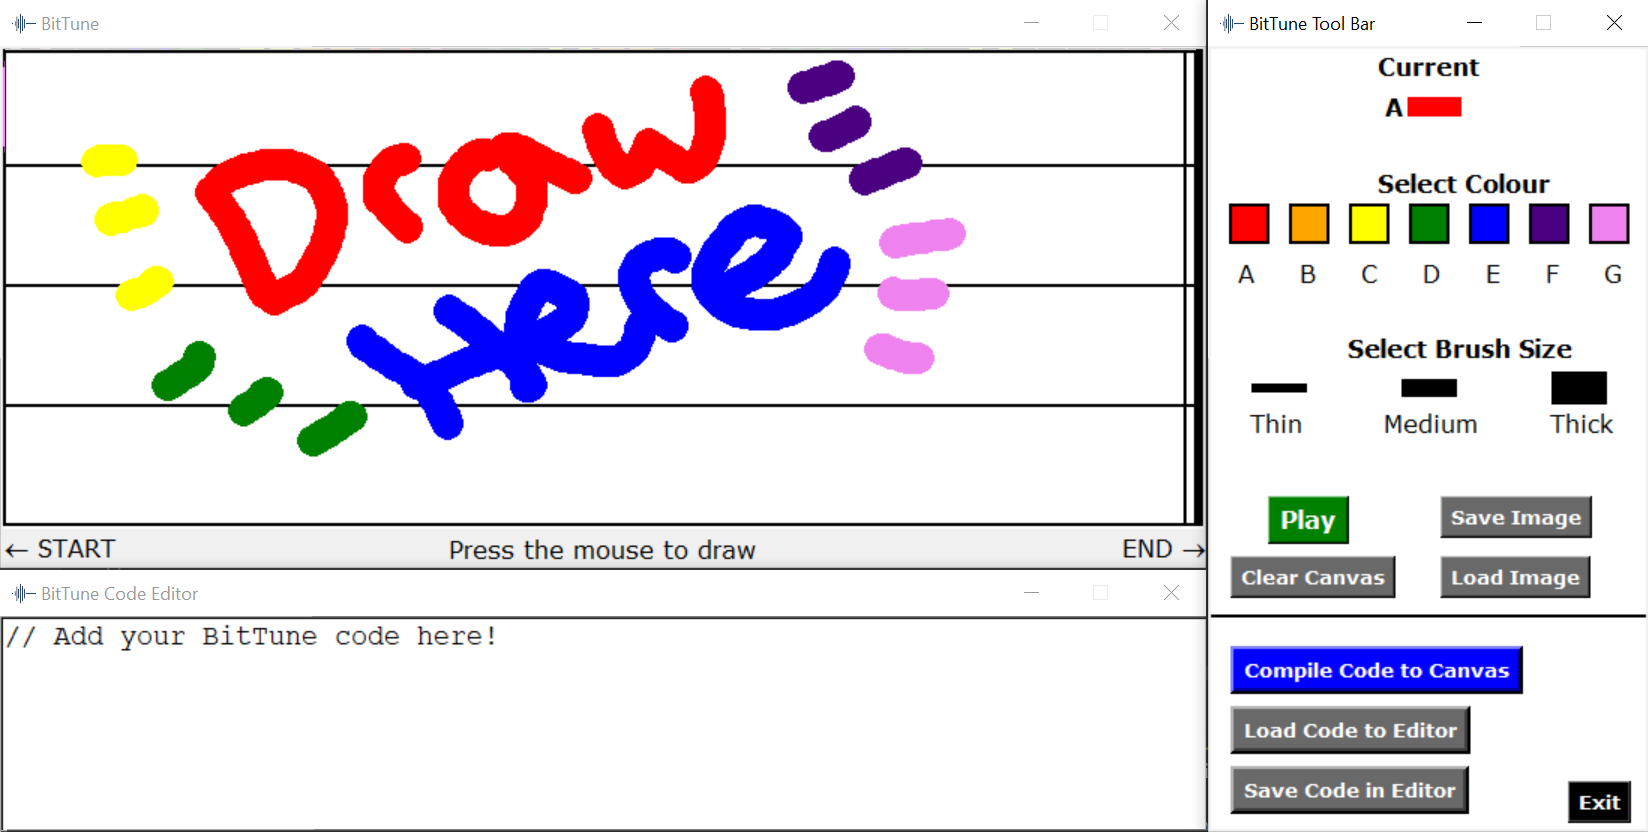 BitTune
Draw
Here
← START Press the mouse to draw END →
BitTune Code Editor
// Add your BitTune code here!
BitTune Tool Bar
Current
A
Select Colour
A B C D E F G
Select Brush Size
Thin Medium Thick
Play Save Image
Clear Canvas Load Image
Compile Code to Canvas
Load Code to Editor
Save Code in Editor
Exit